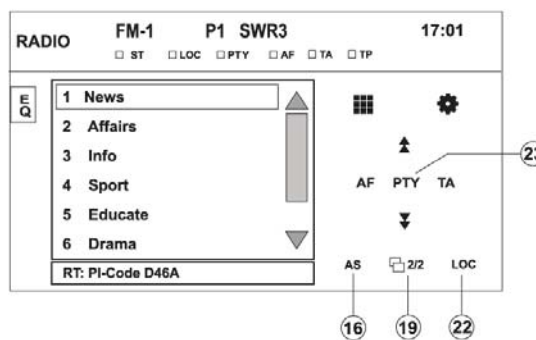 RADIO FM-1 P1 SWR3 17:01
ST LOC PTY AF TA TP
EQ
1 News
2 Affairs
3 Info
4 Sport
5 Educate
6 Drama
RT: PI-Code D46A
AF PTY TA
AS 2/2 LOC
23
16 19 22